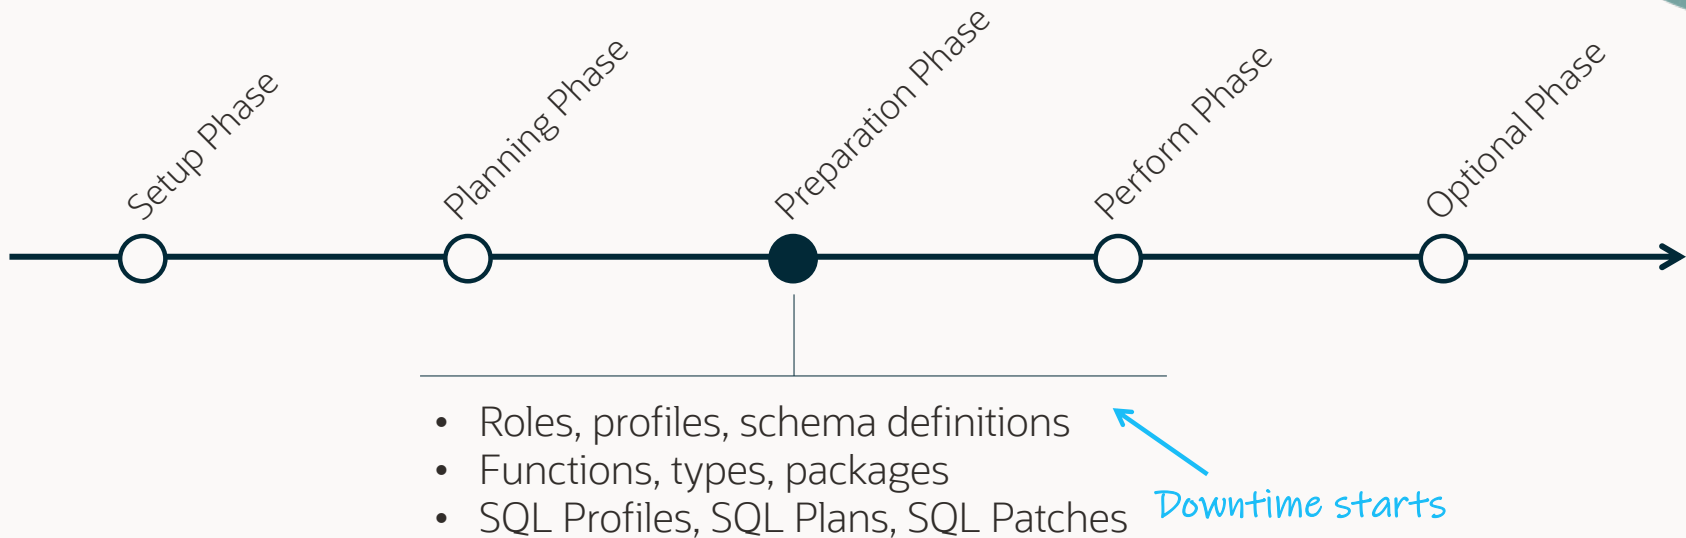 Setup Phase
Planning Phase
Preparation Phase
Perform Phase
Optional Phase
• Roles, profiles, schema definitions
• Functions, types, packages
• SQL Profiles, SQL Plans, SQL Patches
Downtime starts